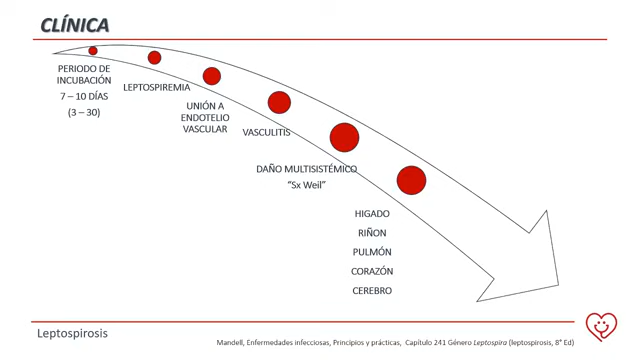 CLÍNICA
PERIODO DE
INCUBACIÓN
7 – 10 DÍAS
(3 – 30)
LEPTOSPIREMIA
UNIÓN A
ENDOTELIO
VASCULAR
VASCULITIS
DAÑO MULTISISTÉMICO
“Sx Weil”
HIGADO
RIÑON
PULMÓN
CORAZÓN
CEREBRO
Leptospirosis
Mandell, Enfermedades infecciosas, Principios y prácticas, Capítulo 241 Género Leptospira (leptospirosis, 8° Ed)